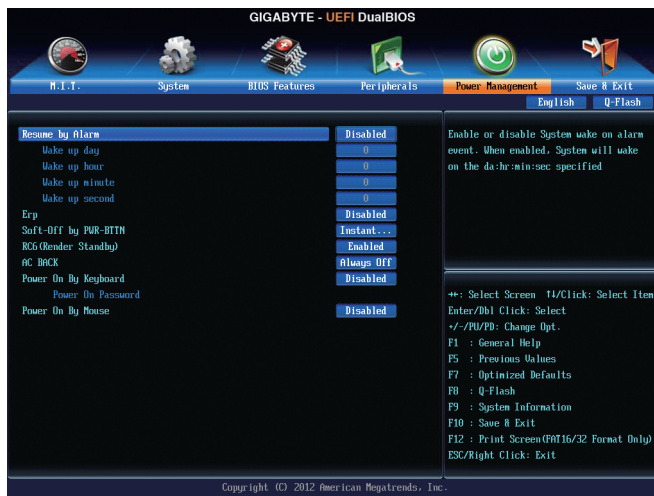 GIGABYTE - UEFI DualBIOS
M.I.T. System BIOS Features Peripherals Power Management Save & Exit
English Q-Flash
Resume by Alarm Disabled
Wake up day 0
Wake up hour 0
Wake up minute 0
Wake up second 0
Erp Disabled
Soft-Off by PWR-BTTN Instant...
RC6(Render Standby) Enabled
AC BACK Always Off
Power On By Keyboard Disabled
Power On Password
Power On By Mouse Disabled
Enable or disable System wake on alarm
event. When enabled, System will wake
on the da:hr:min:sec specified
→←: Select Screen ↑↓/Click: Select Item
Enter/Dbl Click: Select
+/-/PU/PD: Change Opt.
F1 : General Help
F5 : Previous Values
F7 : Optimized Defaults
F8 : Q-Flash
F9 : System Information
F10 : Save & Exit
F12 : Print Screen(FAT16/32 Format Only)
ESC/Right Click: Exit
Copyright (C) 2012 American Megatrends, Inc.